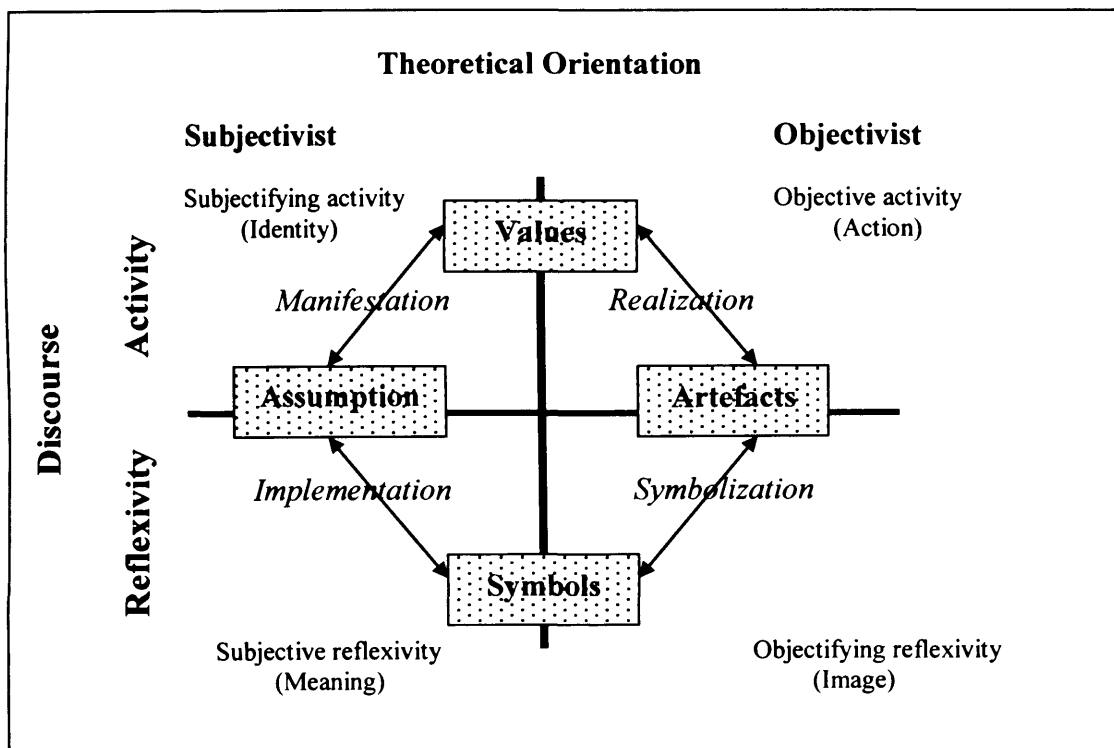 Theoretical Orientation
Subjectivist
Objectivist
Subjectifying activity
(Identity)
Objective activity
(Action)
Values
Discourse
Activity
Manifestation
Realization
Assumption
Artefacts
Reflexivity
Implementation
Symbolization
Symbols
Subjective reflexivity
(Meaning)
Objectifying reflexivity
(Image)